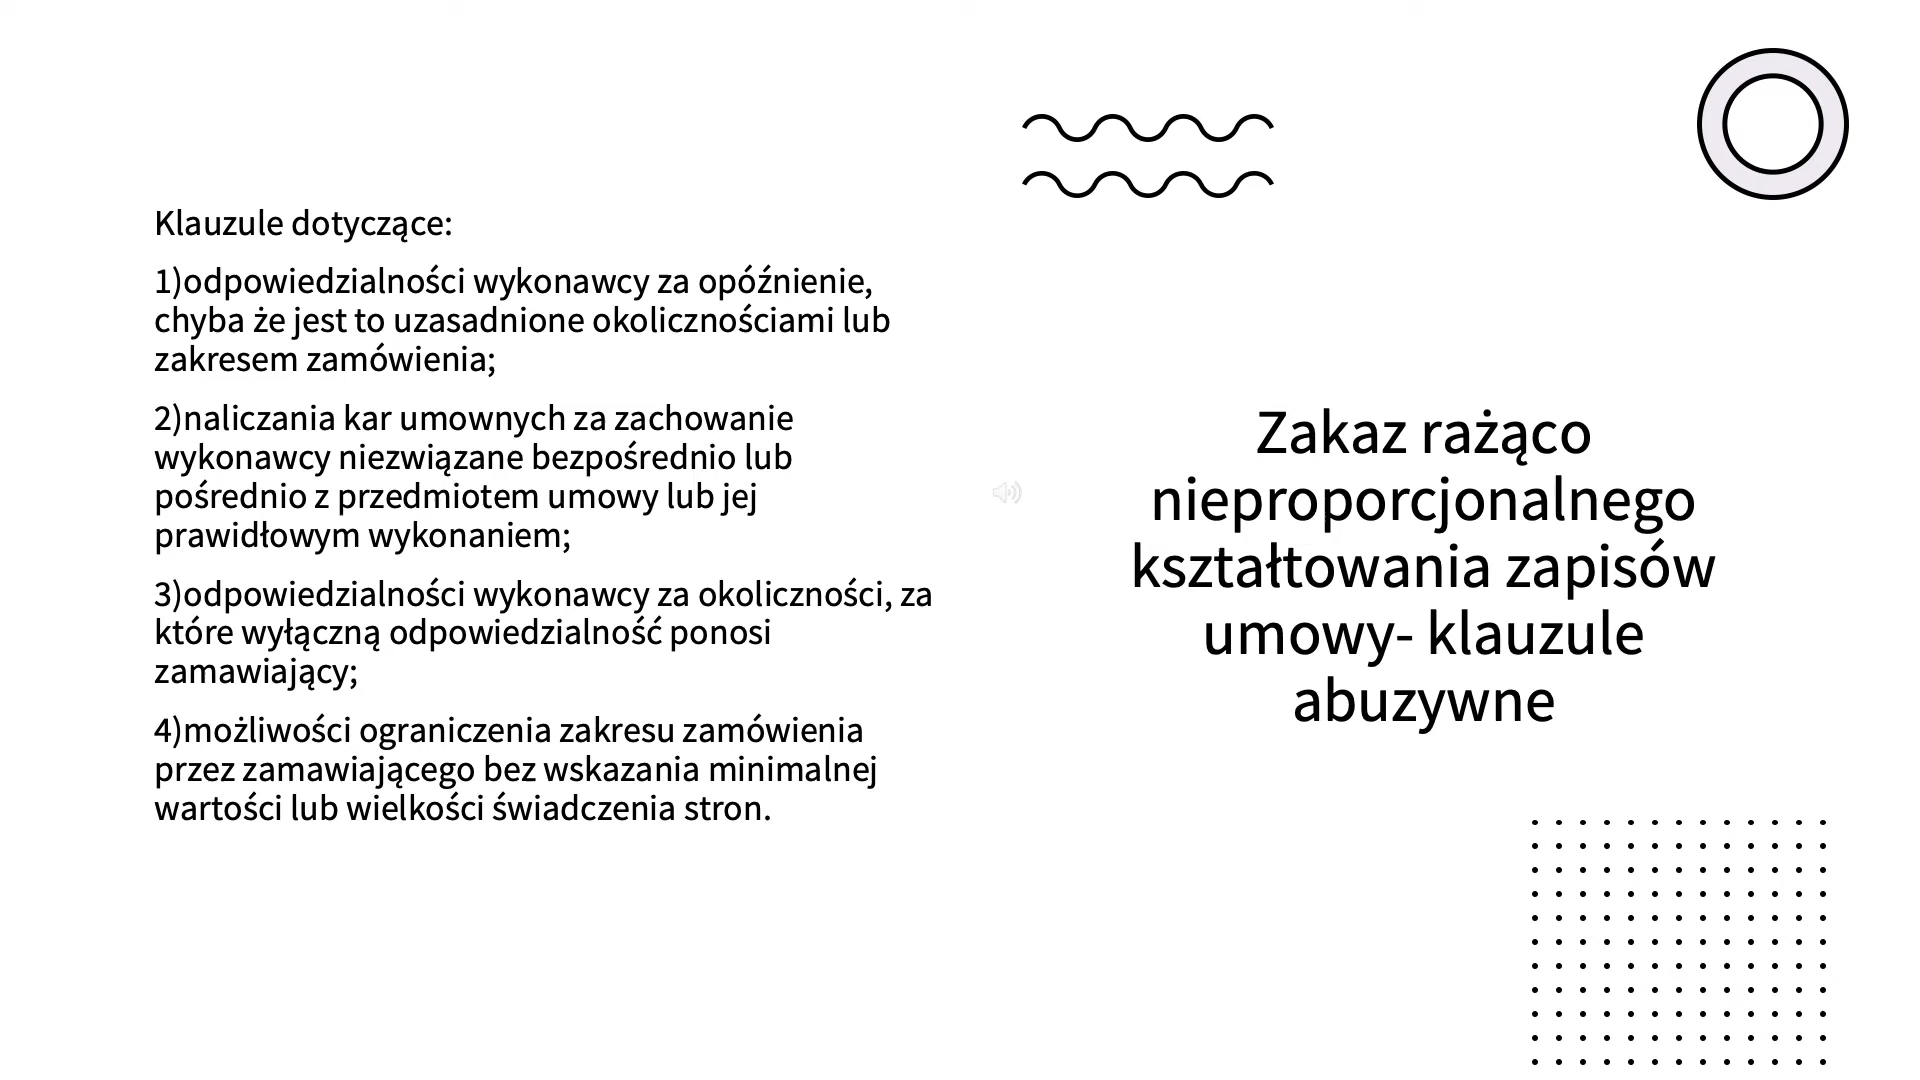 Klauzule dotyczące:
1)odpowiedzialności wykonawcy za opóźnienie,
chyba że jest to uzasadnione okolicznościami lub
zakresem zamówienia;
2)naliczania kar umownych za zachowanie
wykonawcy niezwiązane bezpośrednio lub
pośrednio z przedmiotem umowy lub jej
prawidłowym wykonaniem;
3)odpowiedzialności wykonawcy za okoliczności, za
które wyłączną odpowiedzialność ponosi
zamawiający;
4)możliwości ograniczenia zakresu zamówienia
przez zamawiającego bez wskazania minimalnej
wartości lub wielkości świadczenia stron.
Zakaz rażąco
nieproporcjonalnego
kształtowania zapisów
umowy- klauzule
abuzywne